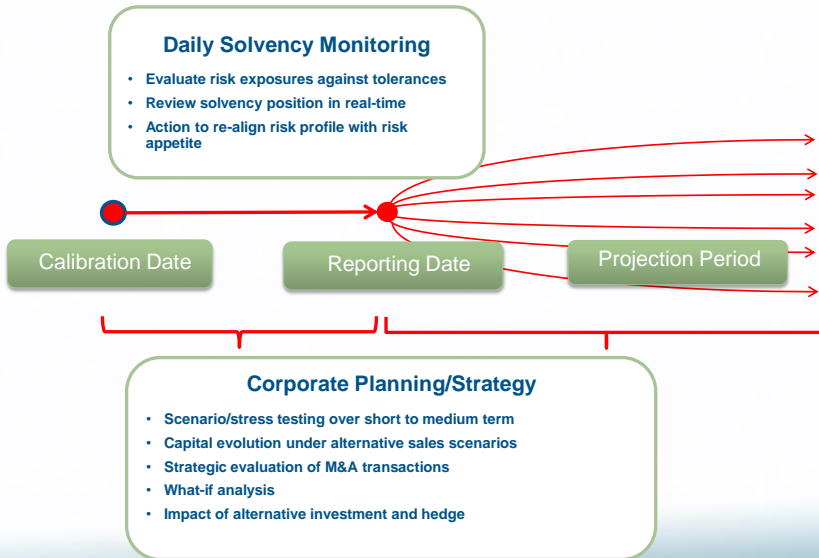 Daily Solvency Monitoring
• Evaluate risk exposures against tolerances
• Review solvency position in real-time
• Action to re-align risk profile with risk
appetite
Calibration Date
Reporting Date
Projection Period
Corporate Planning/Strategy
• Scenario/stress testing over short to medium term
• Capital evolution under alternative sales scenarios
• Strategic evaluation of M&A transactions
• What-if analysis
• Impact of alternative investment and hedge